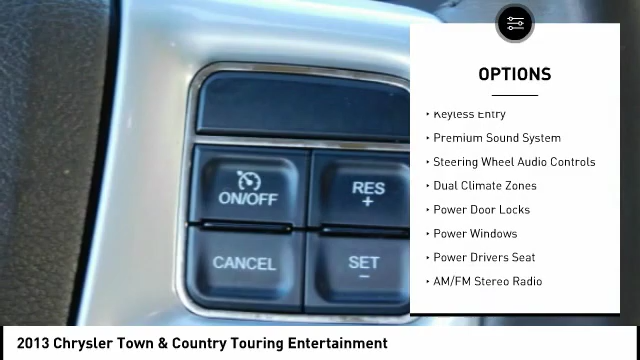 OPTIONS
‣ Keyless Entry
‣ Premium Sound System
‣ Steering Wheel Audio Controls
‣ Dual Climate Zones
‣ Power Door Locks
‣ Power Windows
‣ Power Drivers Seat
‣ AM/FM Stereo Radio
ON/OFF
RES
+
CANCEL
SET
−
2013 Chrysler Town & Country Touring Entertainment